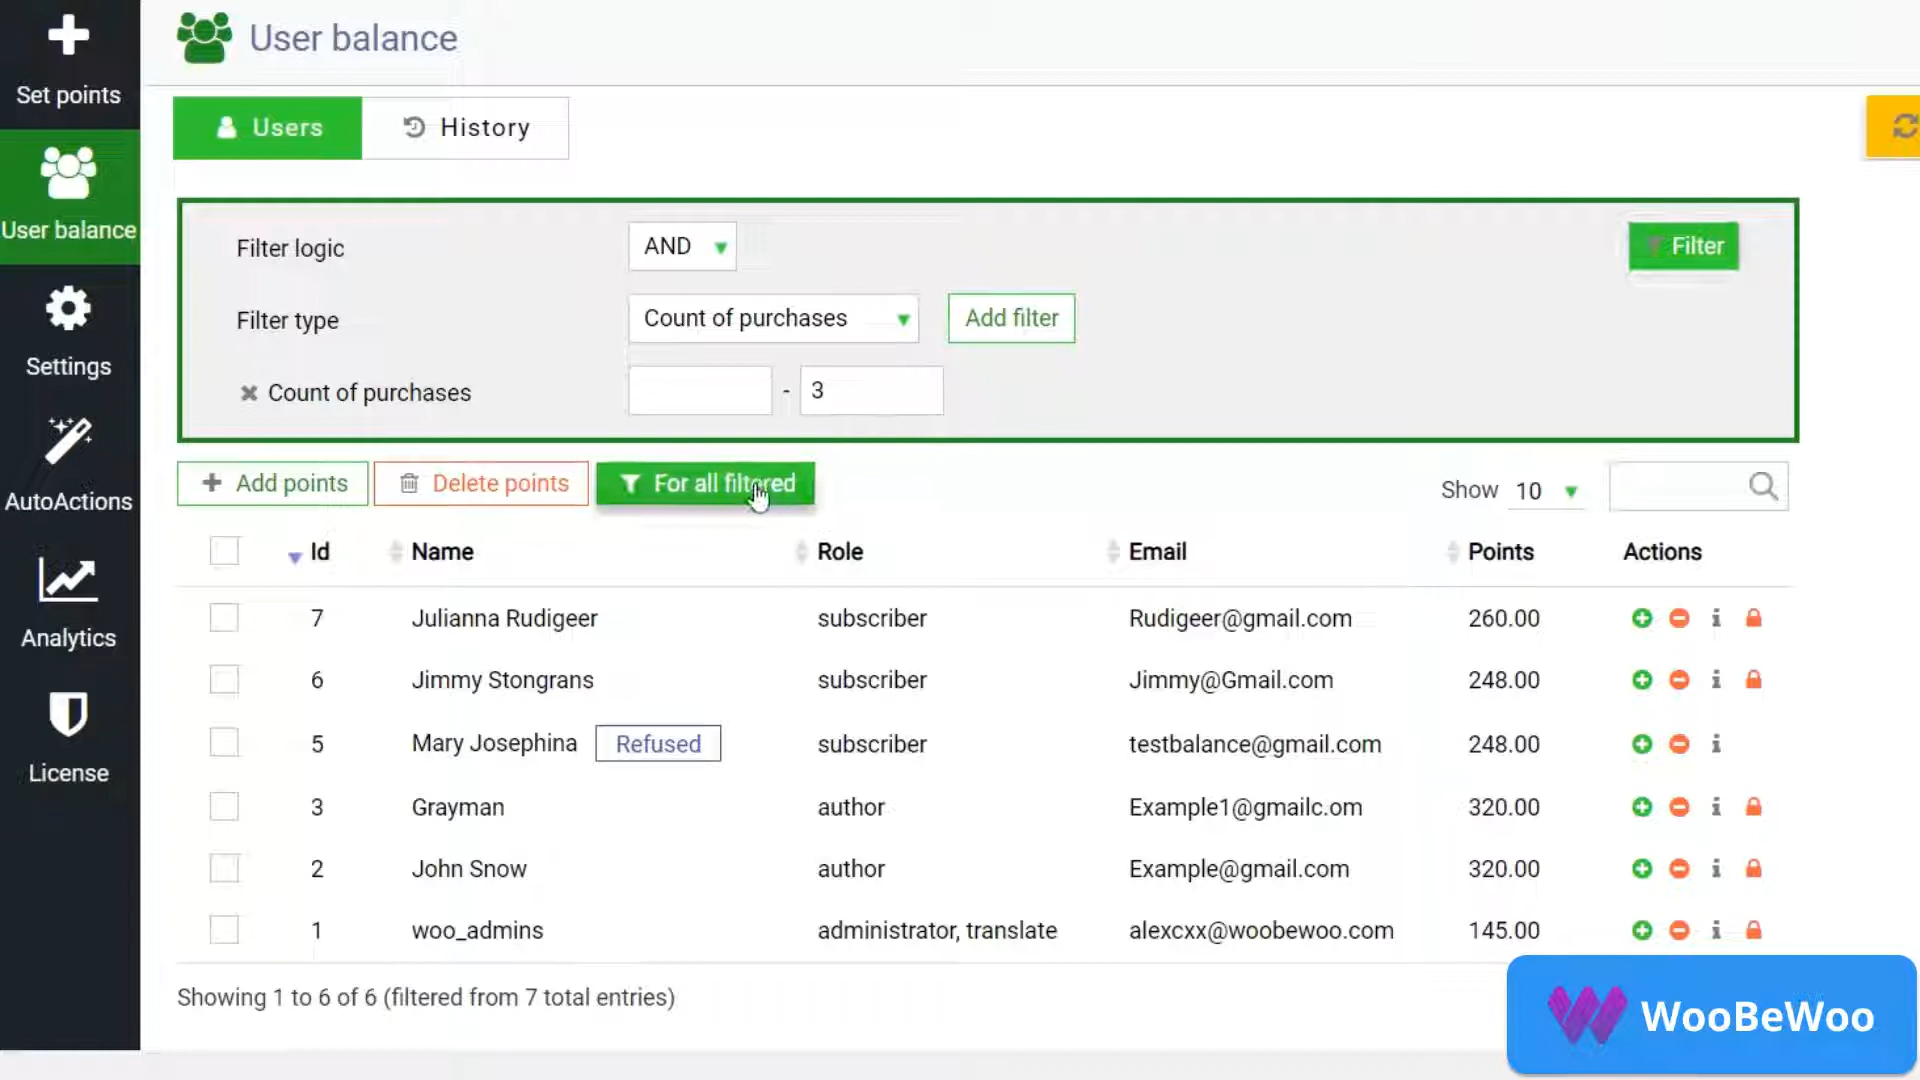 User balance
Set points
User balance
Settings
AutoActions
Analytics
License
Users History
Filter logic AND Filter
Filter type Count of purchases Add filter
Count of purchases - 3
Add points Delete points For all filtered Show 10
Id Name Role Email Points Actions
7 Julianna Rudigeer subscriber Rudigeer@gmail.com 260.00
6 Jimmy Stongrans subscriber Jimmy@Gmail.com 248.00
5 Mary Josephina Refused subscriber testbalance@gmail.com 248.00
3 Grayman author Example1@gmailc.om 320.00
2 John Snow author Example@gmail.com 320.00
1 woo_admins administrator, translate alexcxx@woobewoo.com 145.00
Showing 1 to 6 of 6 (filtered from 7 total entries)
WooBeWoo